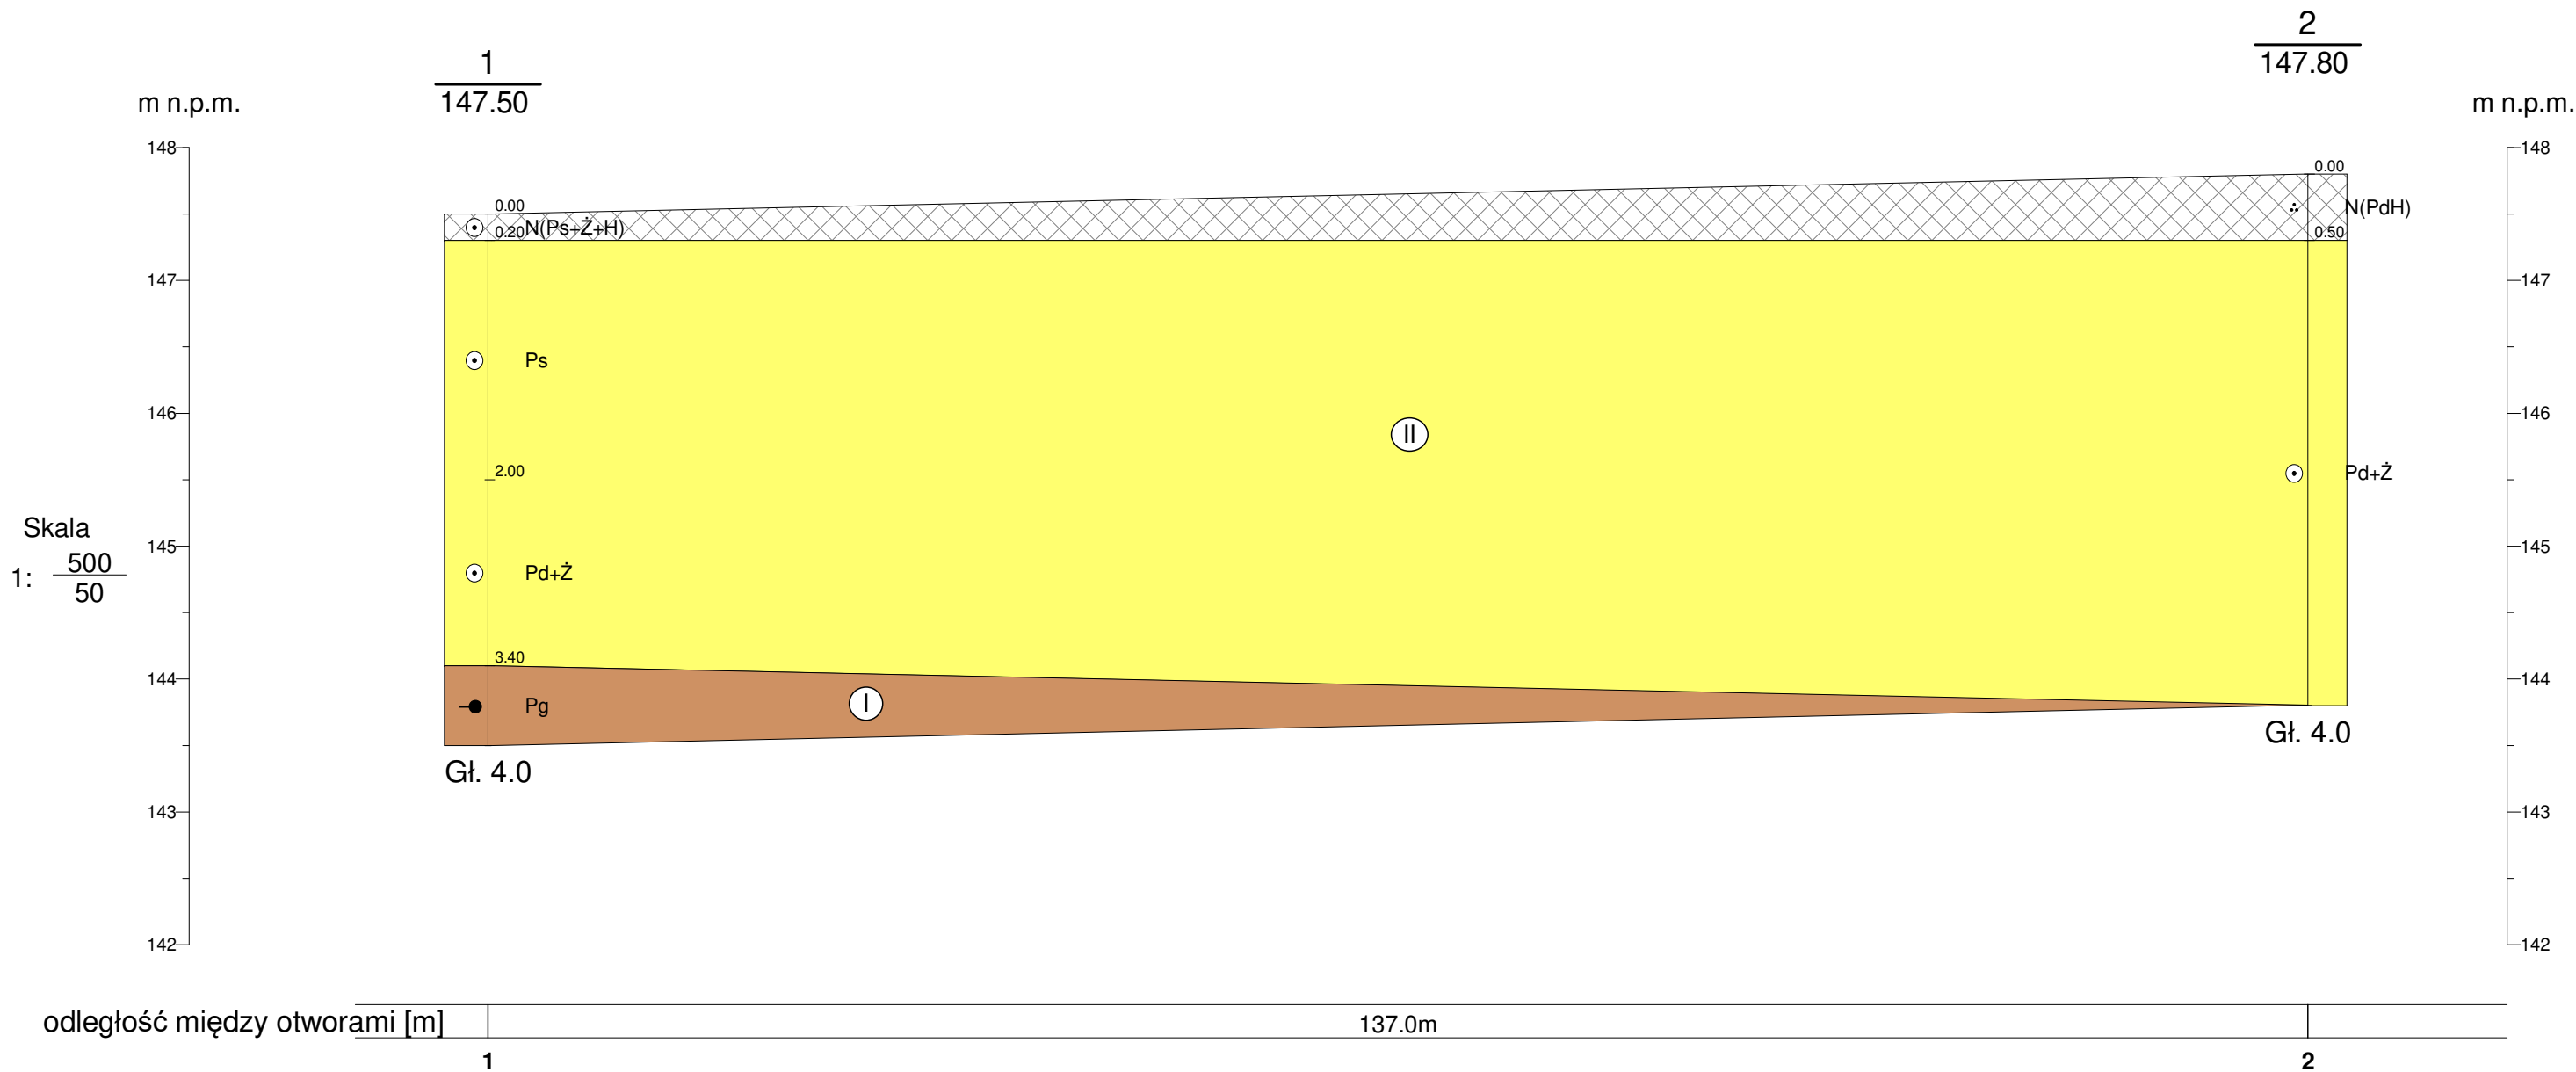 1
147.50
2
147.80
m n.p.m.
m n.p.m.
148
148
0.00
0.00
N(Ps+Ż+H)
N(PdH)
0.20
0.50
147
147
Ps
146
146
II
2.00
Pd+Ż
Skala
1: 500
50
145
145
Pd+Ż
3.40
144
144
I
Pg
Gł. 4.0
Gł. 4.0
143
143
142
142
odległość między otworami [m]
137.0m
1
2